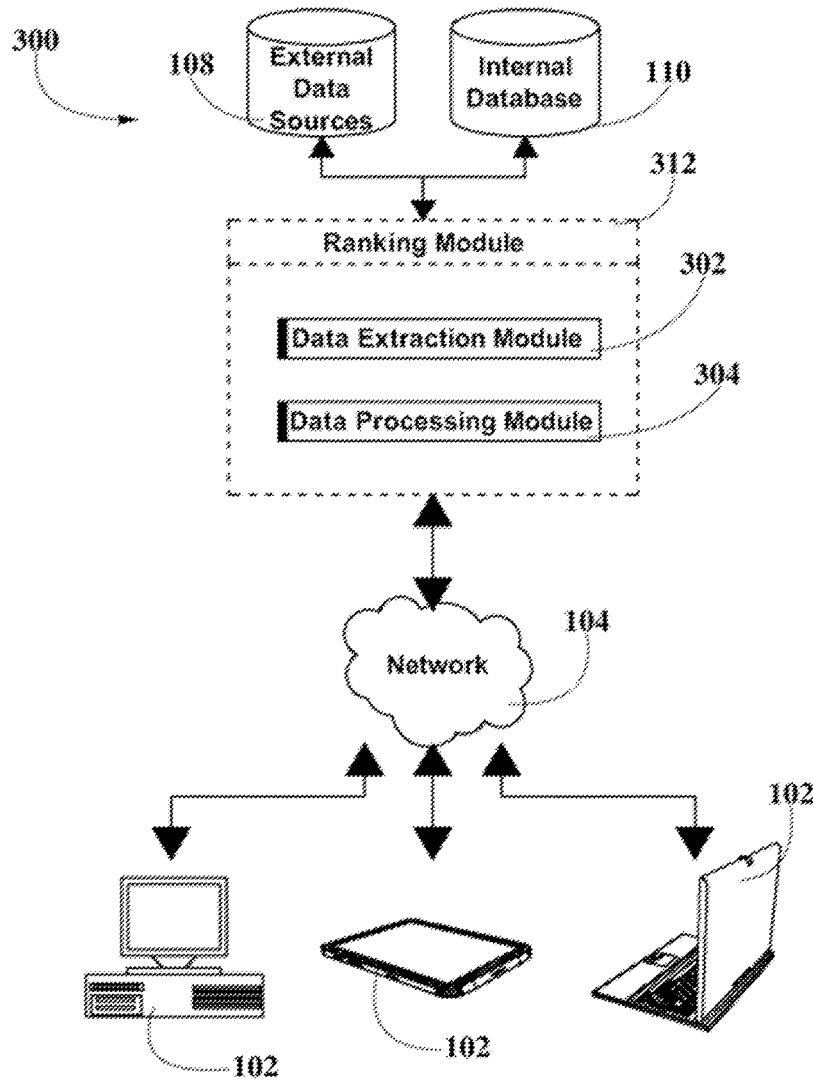 300
108
External
Data
Sources
Internal
Database
110
312
Ranking Module
302
Data Extraction Module
304
Data Processing Module
104
Network
102
102
102